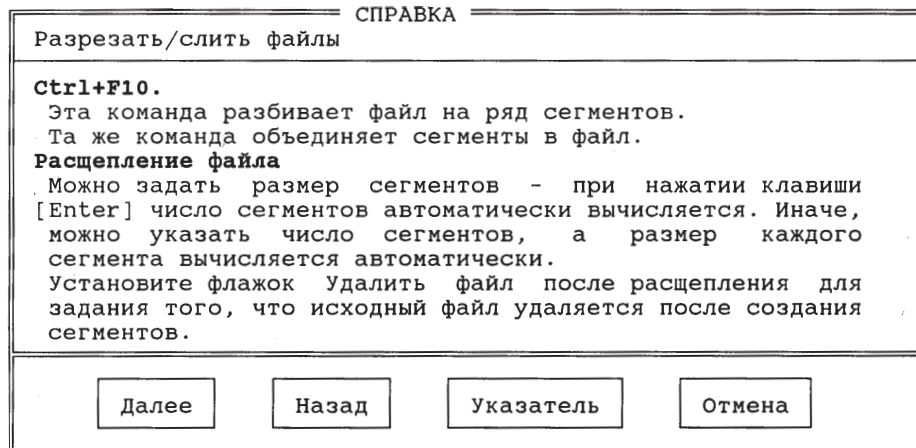 СПРАВКА
Разрезать/слить файлы
Ctrl+F10.
Эта команда разбивает файл на ряд сегментов.
Та же команда объединяет сегменты в файл.
Расщепление файла
Можно задать размер сегментов - при нажатии клавиши
[Enter] число сегментов автоматически вычисляется. Иначе,
можно указать число сегментов, а размер каждого
сегмента вычисляется автоматически.
Установите флажок Удалить файл после расщепления для
задания того, что исходный файл удаляется после создания
сегментов.
Далее Назад Указатель Отмена